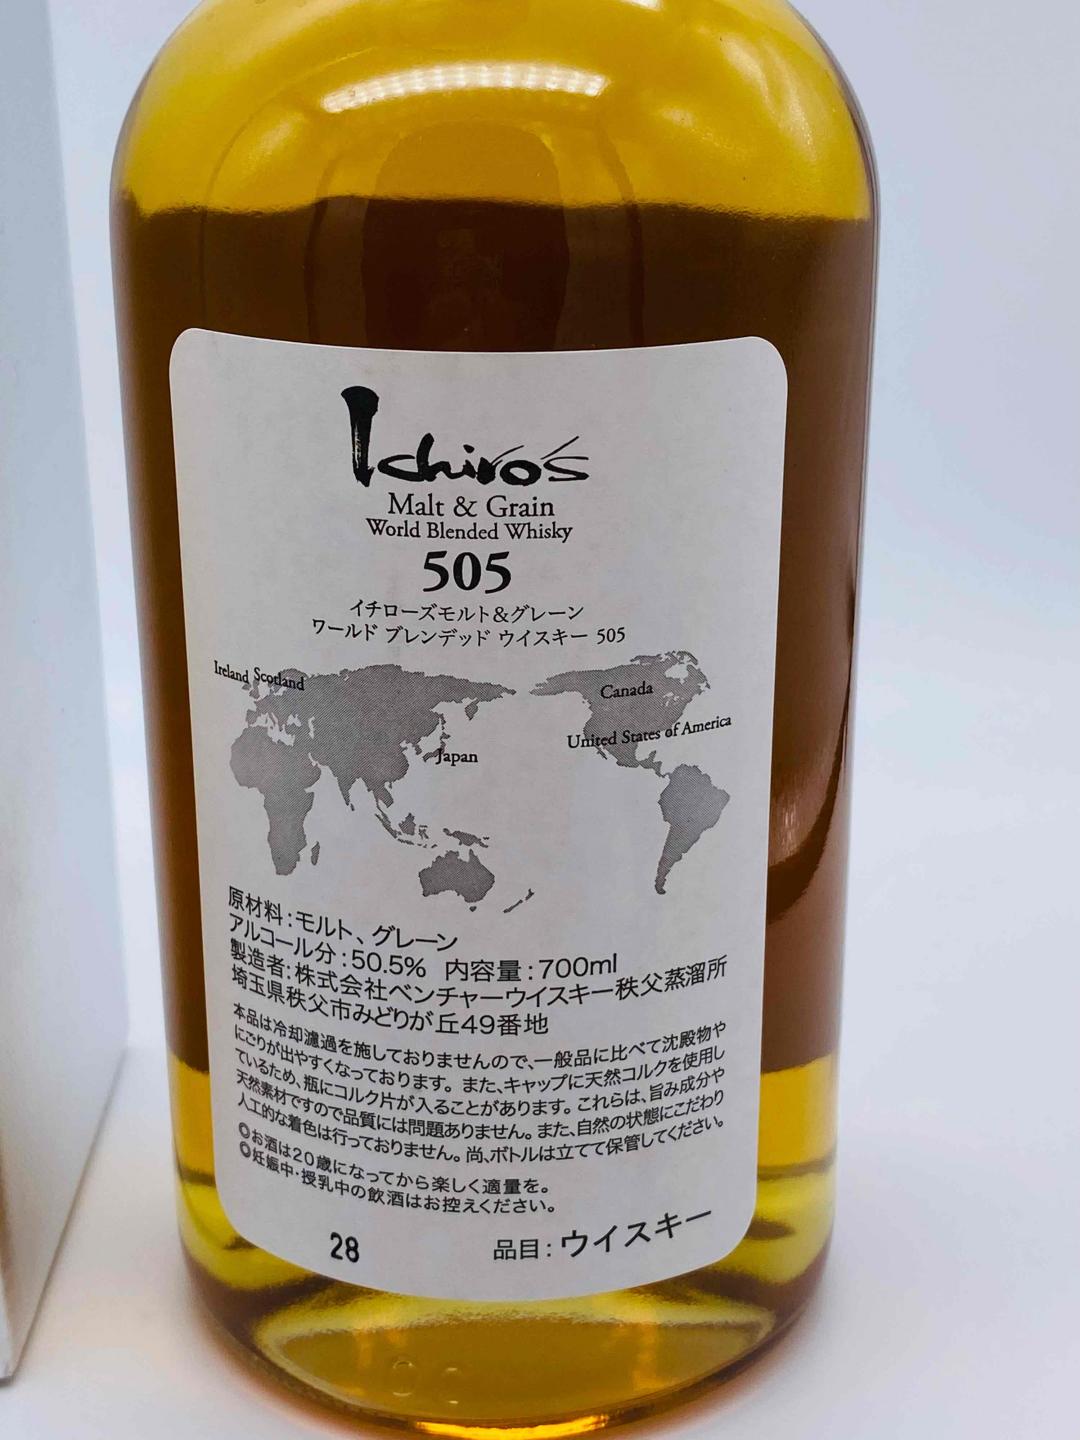 Ichiro's
Malt & Grain
World Blended Whisky
505
イチローズモルト&グレーン
ワールド ブレンデッド ウイスキー 505
Ireland Scotland
Canada
United States of America
Japan
原材料:モルト、グレーン
アルコール分:50.5% 内容量:700ml
製造者:株式会社ベンチャーウイスキー秩父蒸溜所
埼玉県秩父市みどりが丘49番地
本品は冷却濾過を施しておりませんので、一般品に比べて沈殿物や
にごりが出やすくなっております。また、キャップに天然コルクを使用し
ているため、瓶にコルク片が入ることがあります。これらは、旨み成分や
天然素材ですので品質には問題ありません。また、自然の状態にこだわり
人工的な着色は行っておりません。尚、ボトルは立てて保管してください。
◎お酒は20歳になってから楽しく適量を。
◎妊娠中・授乳中の飲酒はお控えください。
28
品目:ウイスキー